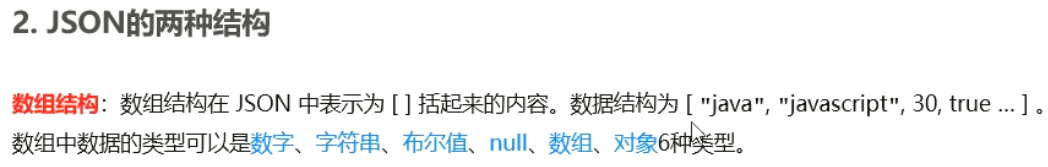 2. JSON的两种结构
数组结构：数组结构在 JSON 中表示为 [ ] 括起来的内容。数据结构为 [ "java", "javascript", 30, true ... ] 。
数组中数据的类型可以是数字、字符串、布尔值、null、数组、对象6种类型。